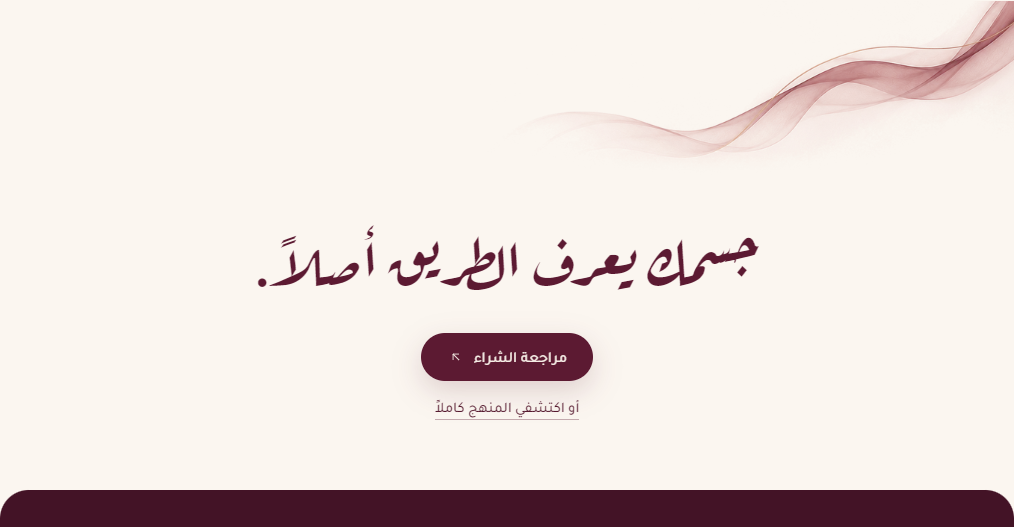 جسمك يعرف الطريق أصلاً.
مراجعة الشراء
أو اكتشفي المنهج كاملاً